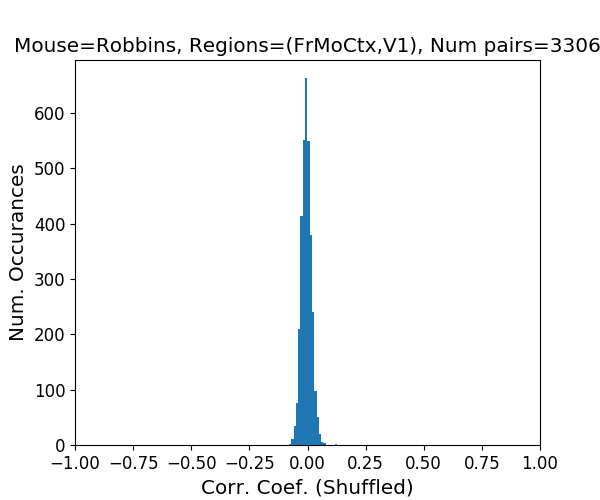 Mouse=Robbins, Regions=(FrMoCtx,V1), Num pairs=3306
Num. Occurances
600
500
400
300
200
100
0
−1.00 −0.75 −0.50 −0.25 0.00 0.25 0.50 0.75 1.00
Corr. Coef. (Shuffled)